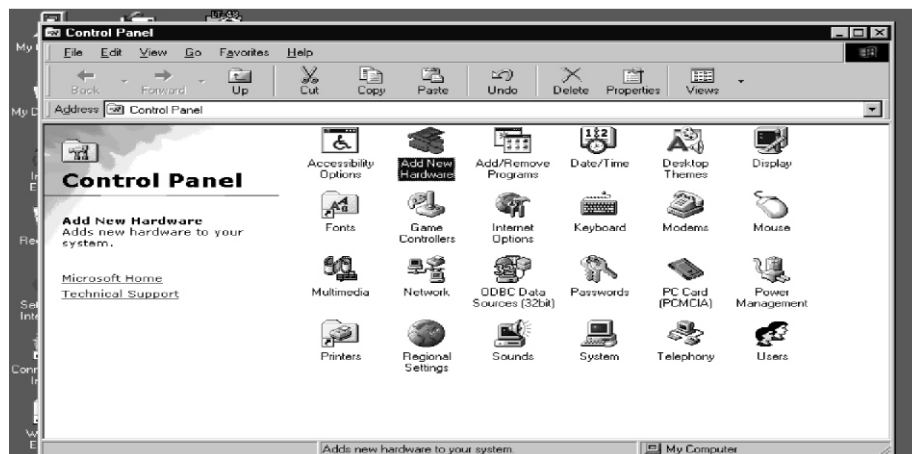 Control Panel
File Edit View Go Favorites Help
Back Forward Up Cut Copy Paste Undo Delete Properties Views
Address Control Panel
Control Panel
Add New Hardware
Adds new hardware to your
system.
Microsoft Home
Technical Support
Accessibility Options
Add New Hardware
Add/Remove Programs
Date/Time
Desktop Themes
Display
Fonts
Game Controllers
Internet Options
Keyboard
Modems
Mouse
Multimedia
Network
ODBC Data Sources (32bit)
Passwords
PC Card (PCMCIA)
Power Management
Printers
Regional Settings
Sounds
System
Telephony
Users
Adds new hardware to your system.
My Computer